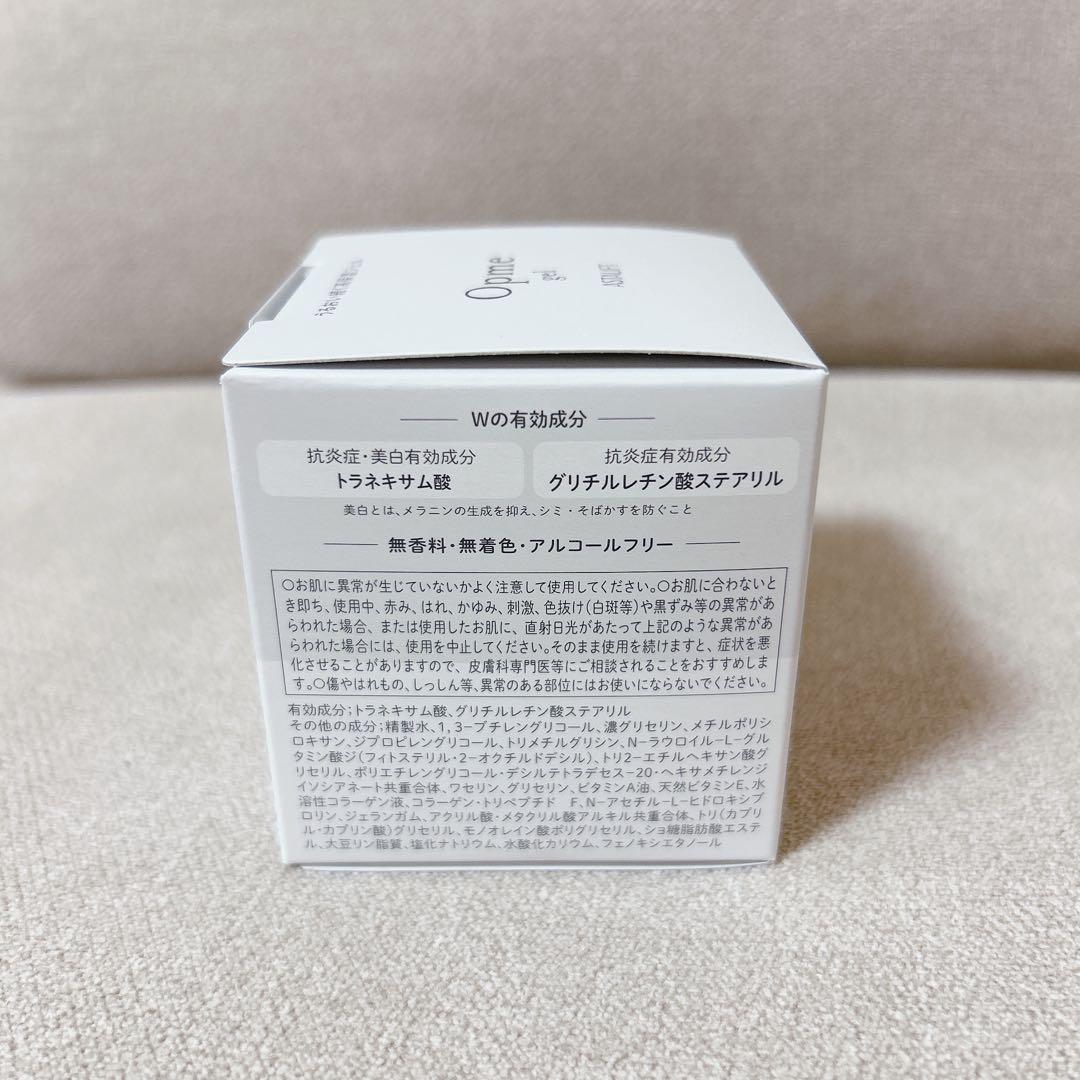 Opme
gel
ASTALIFT
Wの有効成分
抗炎症・美白有効成分
トラネキサム酸
抗炎症有効成分
グリチルレチン酸ステアリル
美白とは、メラニンの生成を抑え、シミ・そばかすを防ぐこと
無香料・無着色・アルコールフリー
○お肌に異常が生じていないかよく注意して使用してください。○お肌に合わないと
き即ち、使用中、赤み、はれ、かゆみ、刺激、色抜け(白斑等)や黒ずみ等の異常があ
らわれた場合、または使用したお肌に、直射日光があたって上記のような異常があ
らわれた場合には、使用を中止してください。そのまま使用を続けますと、症状を悪
化させることがありますので、皮膚科専門医等にご相談されることをおすすめしま
す。○傷やはれもの、しっしん等、異常のある部位にはお使いにならないでください。
有効成分；トラネキサム酸、グリチルレチン酸ステアリル
その他の成分；精製水、1,3-ブチレングリコール、濃グリセリン、メチルポリシ
ロキサン、ジプロピレングリコール、トリメチルグリシン、N-ラウロイル-L-グル
タミン酸ジ(フィトステリル・2-オクチルドデシル)、トリ2-エチルヘキサン酸グ
リセリル、ポリエチレングリコール・デシルテトラデセス-20・ヘキサメチレンジ
イソシアネート共重合体、ワセリン、グリセリン、ビタミンA油、天然ビタミンE、水
溶性コラーゲン液、コラーゲン・トリペプチド F、N-アセチル-L-ヒドロキシプ
ロリン、ジェランガム、アクリル酸・メタクリル酸アルキル共重合体、トリ(カプリ
ル・カプリン酸)グリセリル、モノオレイン酸ポリグリセリル、ショ糖脂肪酸エステ
ル、大豆リン脂質、塩化ナトリウム、水酸化カリウム、フェノキシエタノール